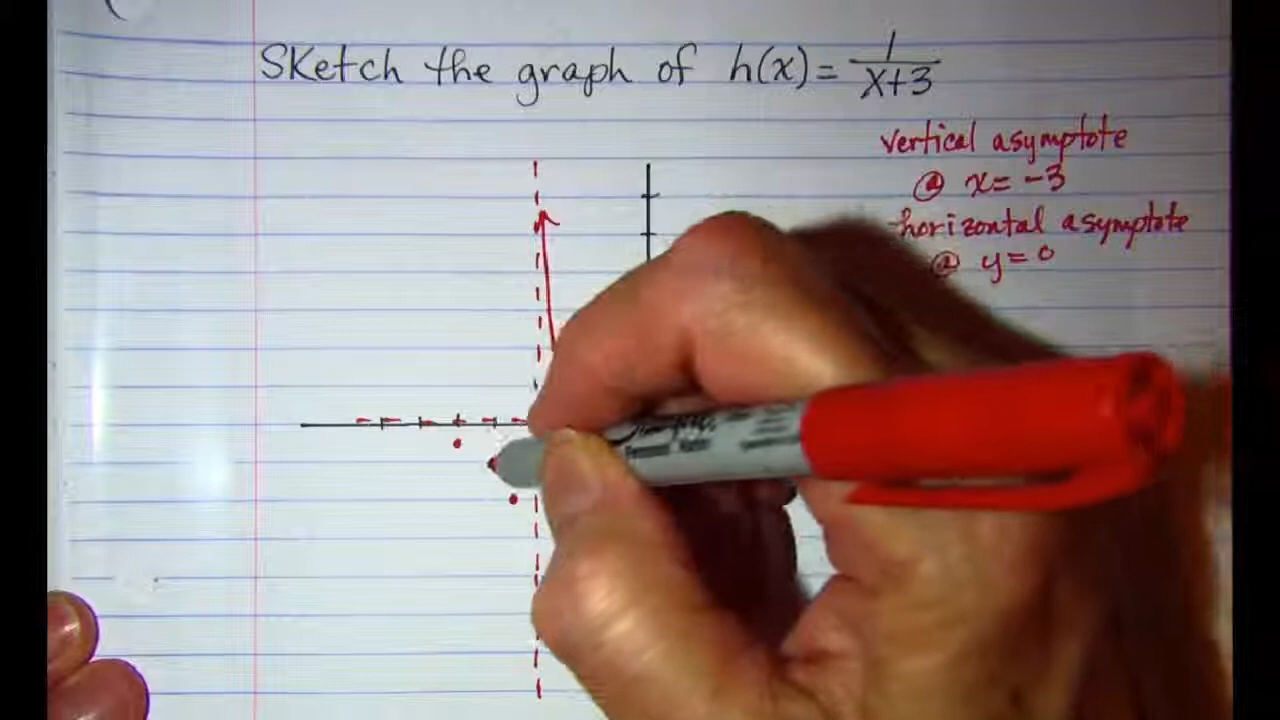 Sketch the graph of h(x) = 1/(x+3)
vertical asymptote
@ x = -3
horizontal asymptote
@ y = 0